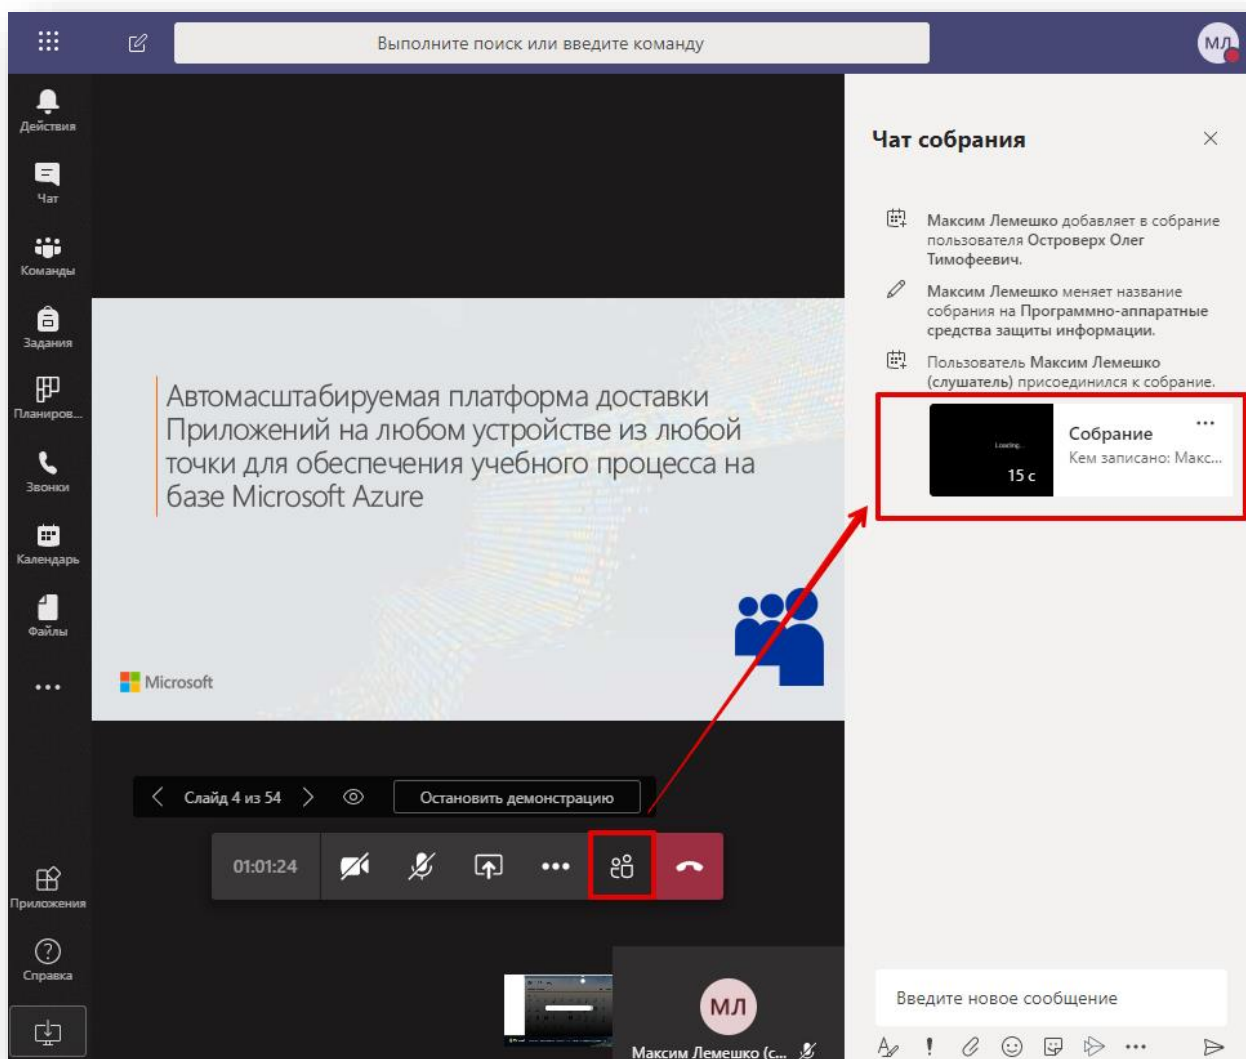 Выполните поиск или введите команду
МЛ
Действия
Чат
Команды
Задания
Планиров...
Звонки
Календарь
Файлы
Приложения
Справка
Автомасштабируемая платформа доставки
Приложений на любом устройстве из любой
точки для обеспечения учебного процесса на
базе Microsoft Azure
Microsoft
Слайд 4 из 54
Остановить демонстрацию
01:01:24
МЛ
Максим Лемешко (с...
Чат собрания
Максим Лемешко добавляет в собрание
пользователя Островерх Олег
Тимофеевич.
Максим Лемешко меняет название
собрания на Программно-аппаратные
средства защиты информации.
Пользователь Максим Лемешко
(слушатель) присоединился к собрание.
Loading...
15 с
Собрание
Кем записано: Макс...
Введите новое сообщение